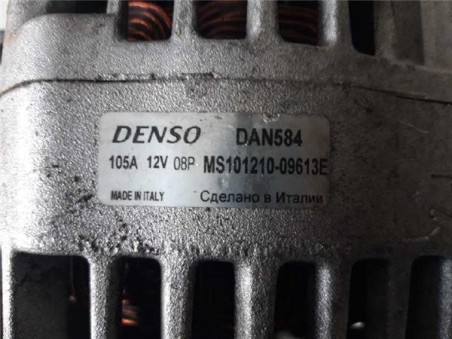 DENSO DAN584
105A 12V 08P MS101210-09613E
MADE IN ITALY Сделано в Италии